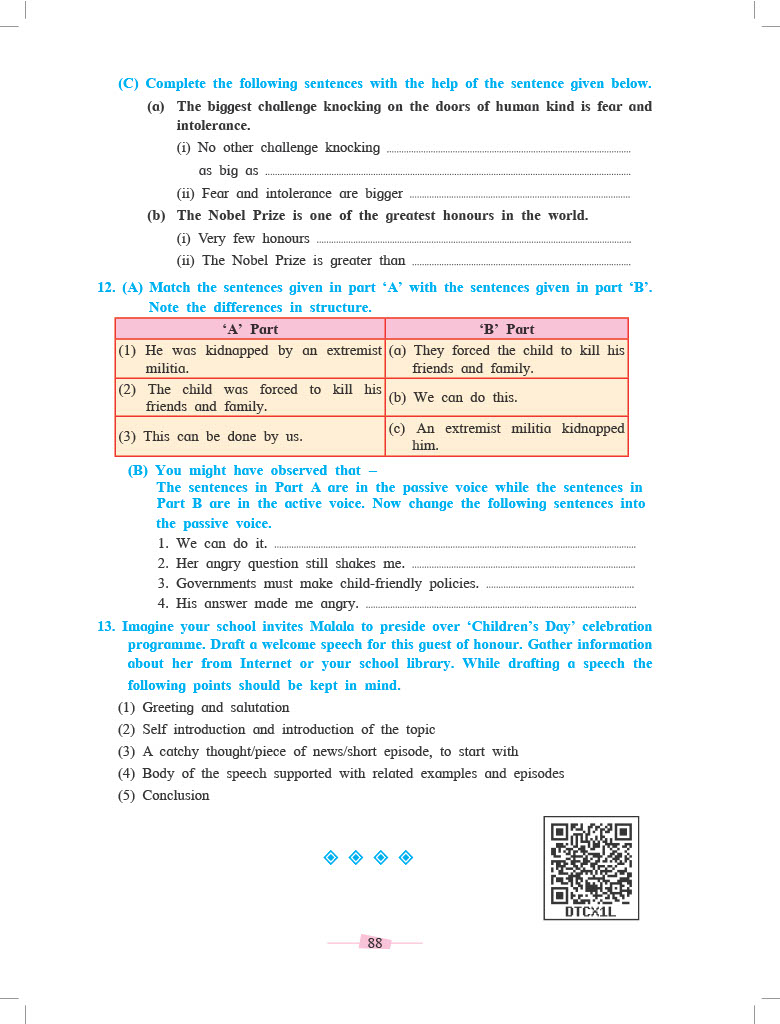 (C) Complete the following sentences with the help of the sentence given below.
(a) The biggest challenge knocking on the doors of human kind is fear and
intolerance.
(i) No other challenge knocking ....................
as big as ....................
(ii) Fear and intolerance are bigger ....................
(b) The Nobel Prize is one of the greatest honours in the world.
(i) Very few honours ....................
(ii) The Nobel Prize is greater than ....................
12. (A) Match the sentences given in part ‘A’ with the sentences given in part ‘B’.
Note the differences in structure.
‘A’ Part ‘B’ Part
(1) He was kidnapped by an extremist
militia.
(a) They forced the child to kill his
friends and family.
(2) The child was forced to kill his
friends and family.
(b) We can do this.
(3) This can be done by us.
(c) An extremist militia kidnapped
him.
(B) You might have observed that –
The sentences in Part A are in the passive voice while the sentences in
Part B are in the active voice. Now change the following sentences into
the passive voice.
1. We can do it. ....................
2. Her angry question still shakes me. ....................
3. Governments must make child-friendly policies. ....................
4. His answer made me angry. ....................
13. Imagine your school invites Malala to preside over ‘Children’s Day’ celebration
programme. Draft a welcome speech for this guest of honour. Gather information
about her from Internet or your school library. While drafting a speech the
following points should be kept in mind.
(1) Greeting and salutation
(2) Self introduction and introduction of the topic
(3) A catchy thought/piece of news/short episode, to start with
(4) Body of the speech supported with related examples and episodes
(5) Conclusion
DTCX1L
88